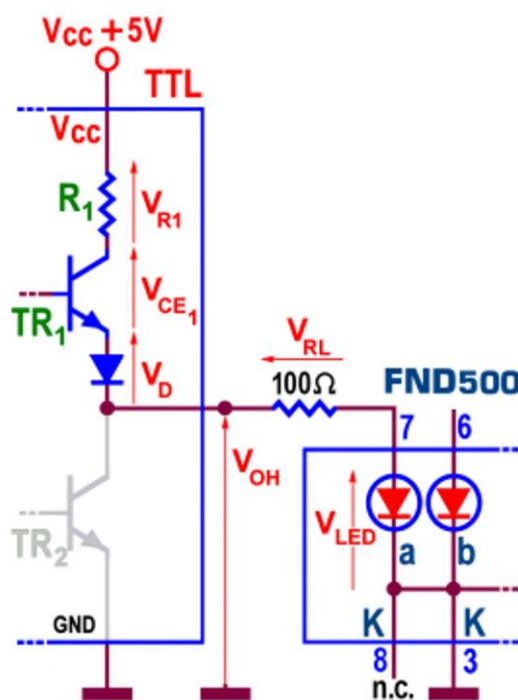 Vcc +5V
TTL
Vcc
R1
VR1
VCE1
TR1
VD
VRL
100Ω
FND500
7 6
VOH
VLED
a b
TR2
GND
K K
8 3
n.c.